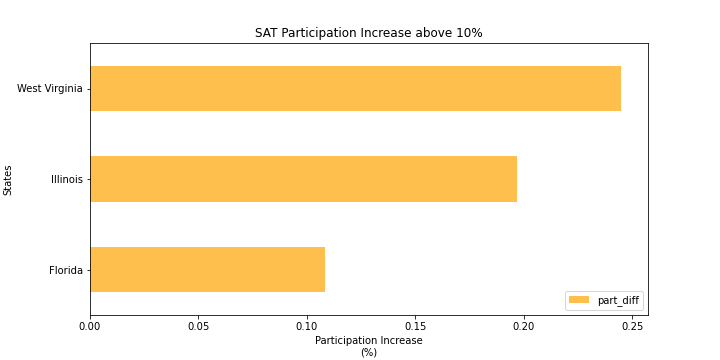 SAT Participation Increase above 10%
West Virginia
Illinois
Florida
States
part_diff
0.00 0.05 0.10 0.15 0.20 0.25
Participation Increase
(%)